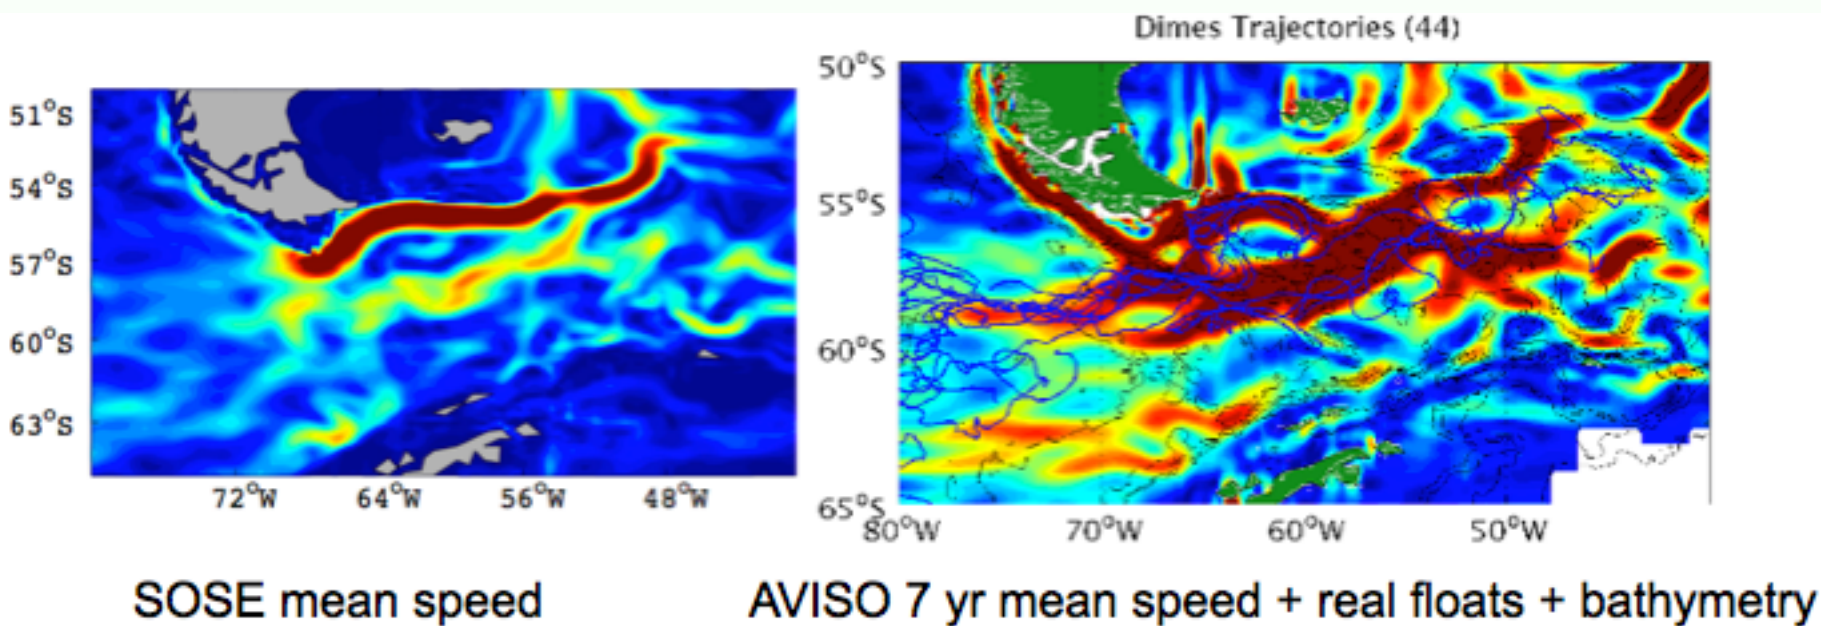 Dimes Trajectories (44)
51°S
54°S
57°S
60°S
63°S
72°W 64°W 56°W 48°W
50°S
55°S
60°S
65°S
80°W 70°W 60°W 50°W
SOSE mean speed
AVISO 7 yr mean speed + real floats + bathymetry